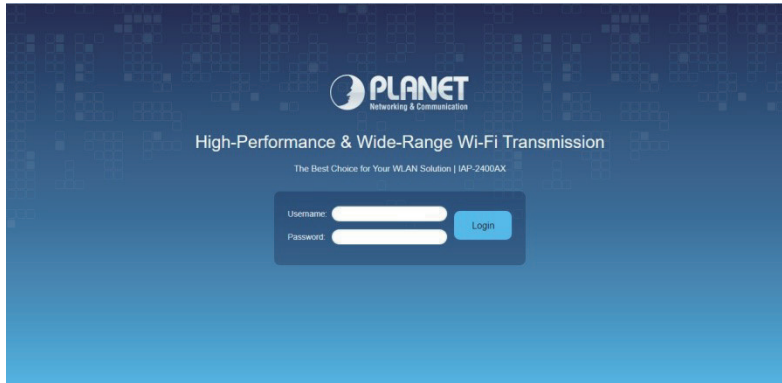 PLANET
Networking & Communication
High-Performance & Wide-Range Wi-Fi Transmission
The Best Choice for Your WLAN Solution | IAP-2400AX
Username:
Password:
Login